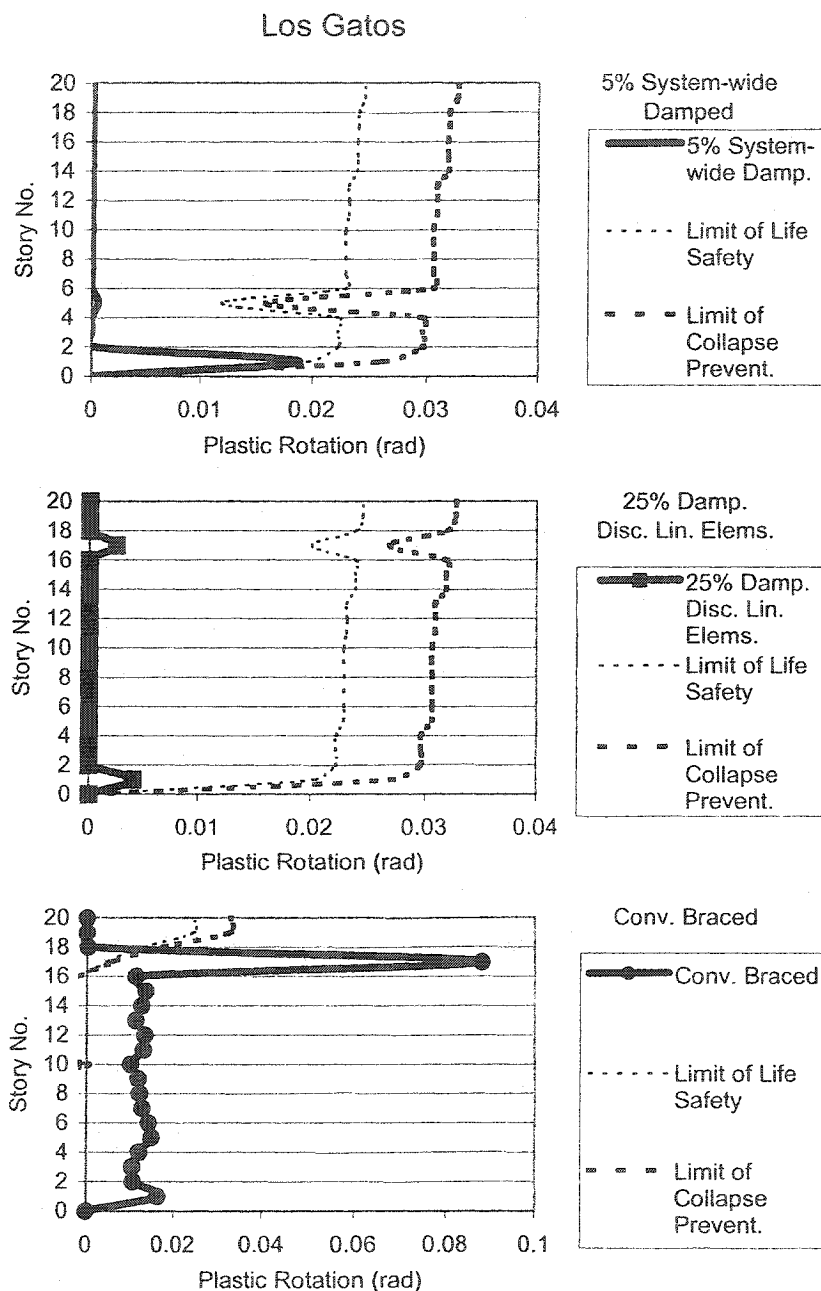 Los Gatos
20
18
16
14
12
10
8
6
4
2
0
Story No.
0
0.01
0.02
0.03
0.04
Plastic Rotation (rad)
5% System-wide
Damped
5% System-
wide Damp.
Limit of Life
Safety
Limit of
Collapse
Prevent.
20
18
16
14
12
10
8
6
4
2
0
Story No.
0
0.01
0.02
0.03
0.04
Plastic Rotation (rad)
25% Damp.
Disc. Lin. Elems.
25% Damp.
Disc. Lin.
Elems.
Limit of Life
Safety
Limit of
Collapse
Prevent.
20
18
16
14
12
10
8
6
4
2
0
Story No.
0
0.02
0.04
0.06
0.08
0.1
Plastic Rotation (rad)
Conv. Braced
Conv. Braced
Limit of Life
Safety
Limit of
Collapse
Prevent.